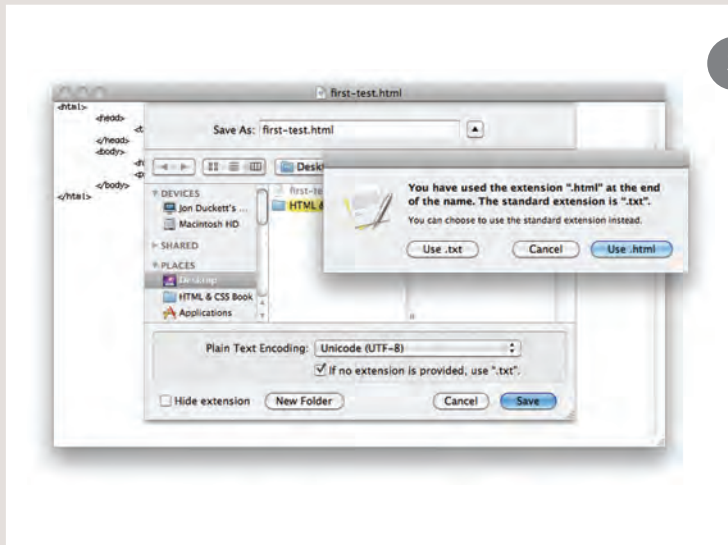 first-test.html
<html>
<head>
</head>
<body>
</body>
</html>
Save As: first-test.html
Desk
DEVICES
Jon Duckett's ...
Macintosh HD
SHARED
PLACES
Desktop
HTML & CSS Book
Applications
first-te
HTML &
You have used the extension ".html" at the end
of the name. The standard extension is ".txt".
You can choose to use the standard extension instead.
Use .txt Cancel Use .html
Plain Text Encoding: Unicode (UTF-8)
If no extension is provided, use ".txt".
Hide extension New Folder Cancel Save